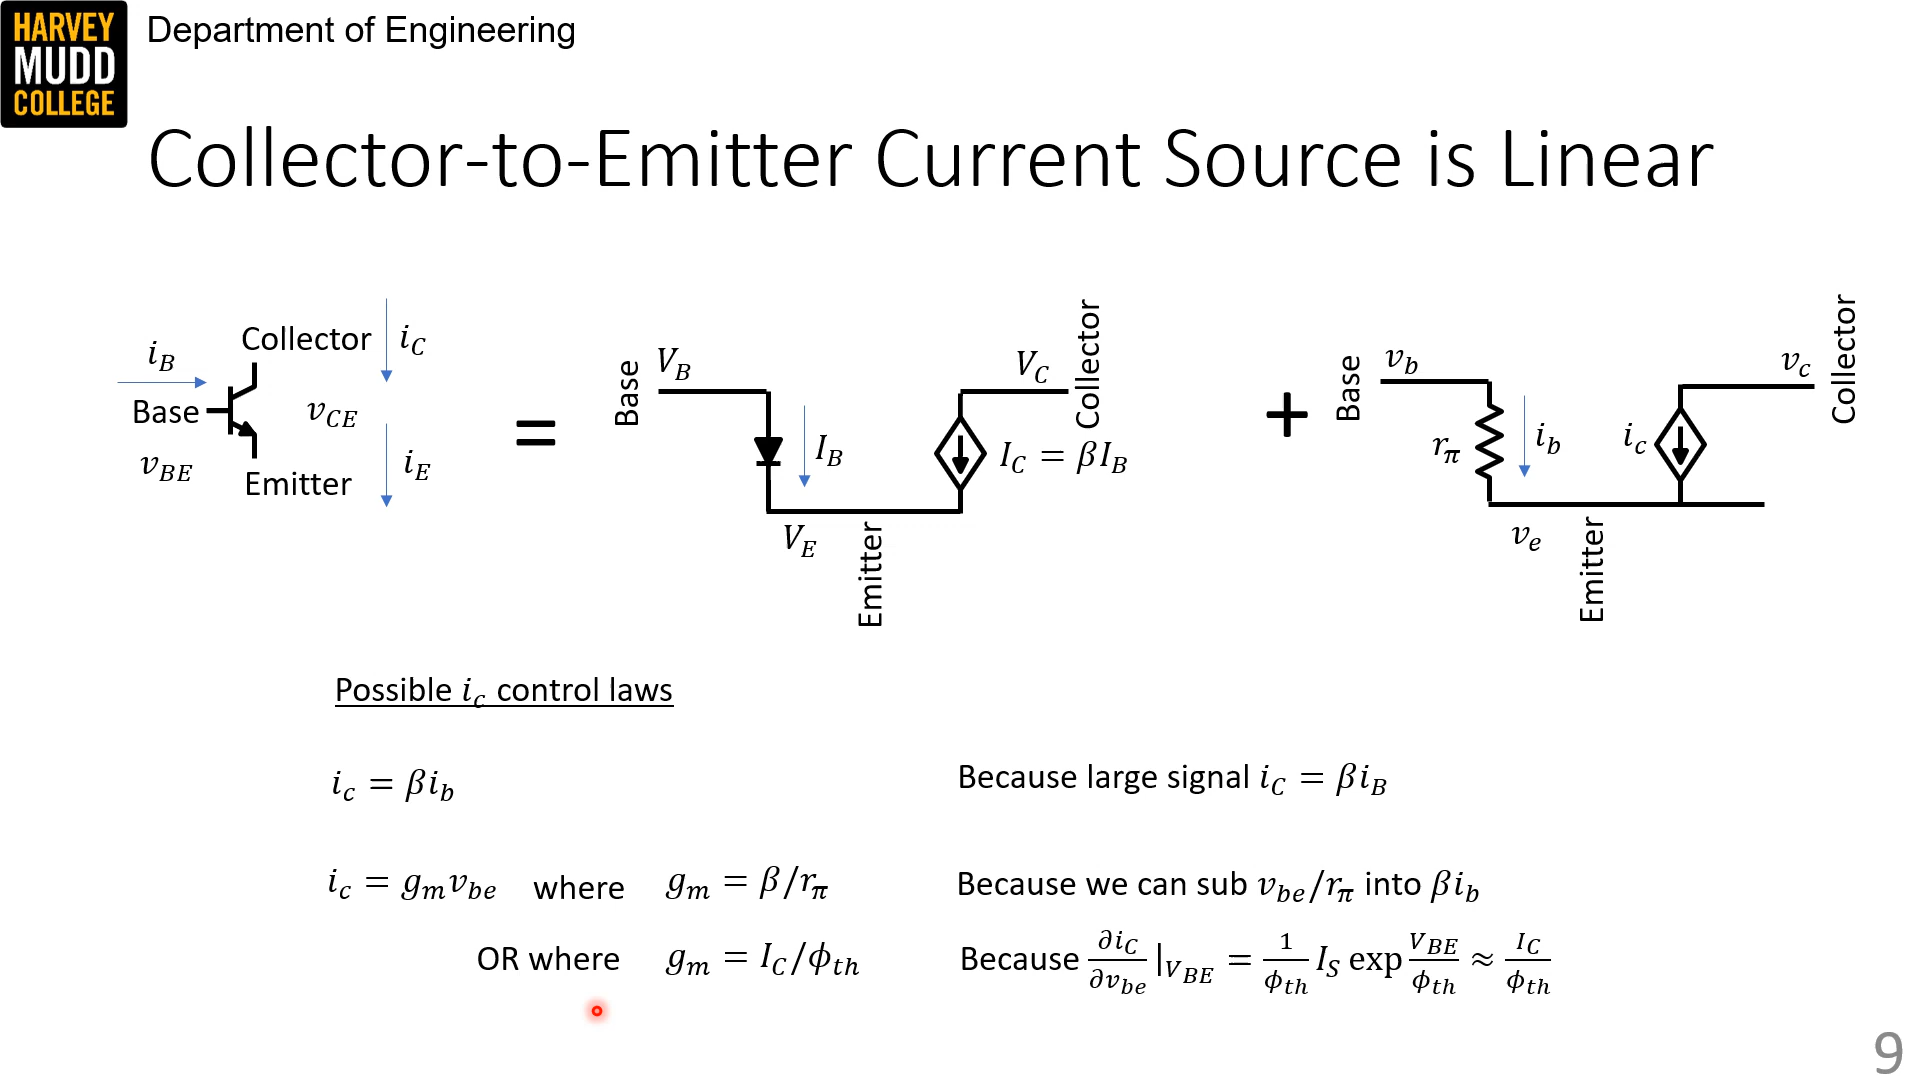 HARVEY
MUDD
COLLEGE
Department of Engineering
Collector-to-Emitter Current Source is Linear
i_B
Collector
i_C
Base
v_CE
v_BE
Emitter
i_E
=
Base
V_B
I_B
V_E
Emitter
V_C
Collector
I_C = βI_B
+
Base
v_b
r_π
i_b
i_c
v_c
Collector
v_e
Emitter
Possible i_c control laws
i_c = βi_b
Because large signal i_C = βi_B
i_c = g_m v_be where g_m = β/r_π
Because we can sub v_be/r_π into βi_b
OR where g_m = I_C/ϕ_th
Because ∂i_C/∂v_be |_V_BE = 1/ϕ_th I_S exp V_BE/ϕ_th ≈ I_C/ϕ_th
9